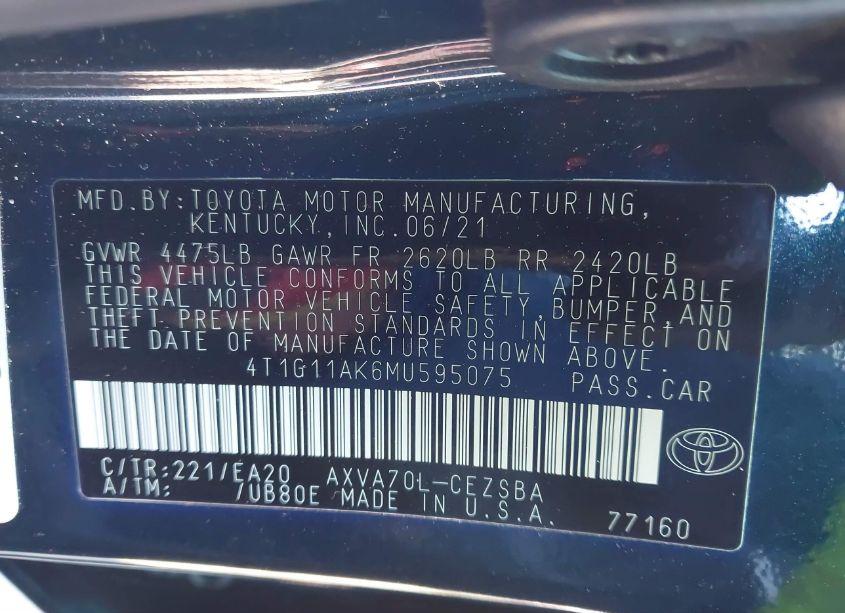 MFD.BY:TOYOTA MOTOR MANUFACTURING,
KENTUCKY,INC.06/21
GVWR 4475LB GAWR FR 2620LB RR 2420LB
THIS VEHICLE CONFORMS TO ALL APPLICABLE
FEDERAL MOTOR VEHICLE SAFETY,BUMPER,AND
THEFT PREVENTION STANDARDS IN EFFECT ON
THE DATE OF MANUFACTURE SHOWN ABOVE.
4T1G11AK6MU595075 PASS.CAR
C/TR:221/EA20 AXVA70L-CEZSBA
A/TM: /UB80E MADE IN U.S.A. 77160